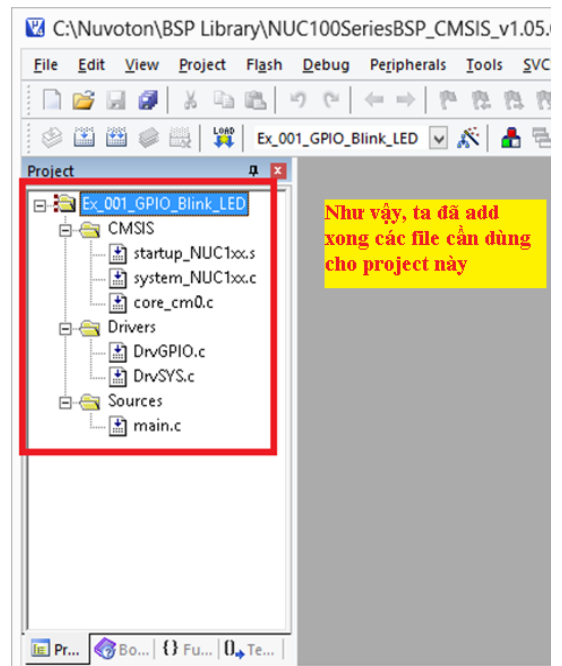 C:\Nuvoton\BSP Library\NUC100SeriesBSP_CMSIS_v1.05.
File Edit View Project Flash Debug Peripherals Tools SVC
LOAD
Ex_001_GPIO_Blink_LED
Project
Ex_001_GPIO_Blink_LED
CMSIS
startup_NUC1xx.s
system_NUC1xx.c
core_cm0.c
Drivers
DrvGPIO.c
DrvSYS.c
Sources
main.c
Như vậy, ta đã add
xong các file cần dùng
cho project này
Pr... Bo... {} Fu... 0 Te...